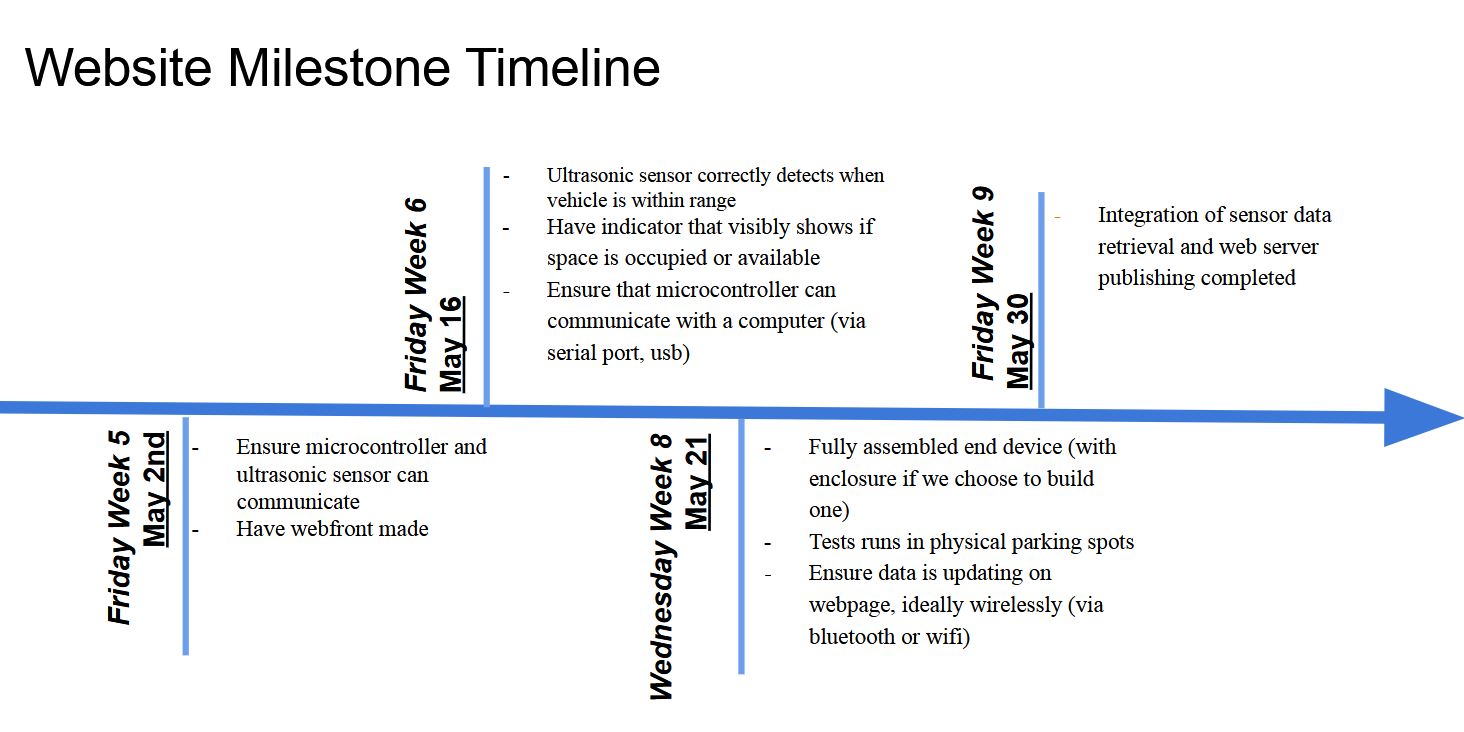 Website Milestone Timeline
Friday Week 5
May 2nd
- Ensure microcontroller and
ultrasonic sensor can
communicate
- Have webfront made
Friday Week 6
May 16
- Ultrasonic sensor correctly detects when
vehicle is within range
- Have indicator that visibly shows if
space is occupied or available
- Ensure that microcontroller can
communicate with a computer (via
serial port, usb)
Wednesday Week 8
May 21
- Fully assembled end device (with
enclosure if we choose to build
one)
- Tests runs in physical parking spots
- Ensure data is updating on
webpage, ideally wirelessly (via
bluetooth or wifi)
Friday Week 9
May 30
- Integration of sensor data
retrieval and web server
publishing completed